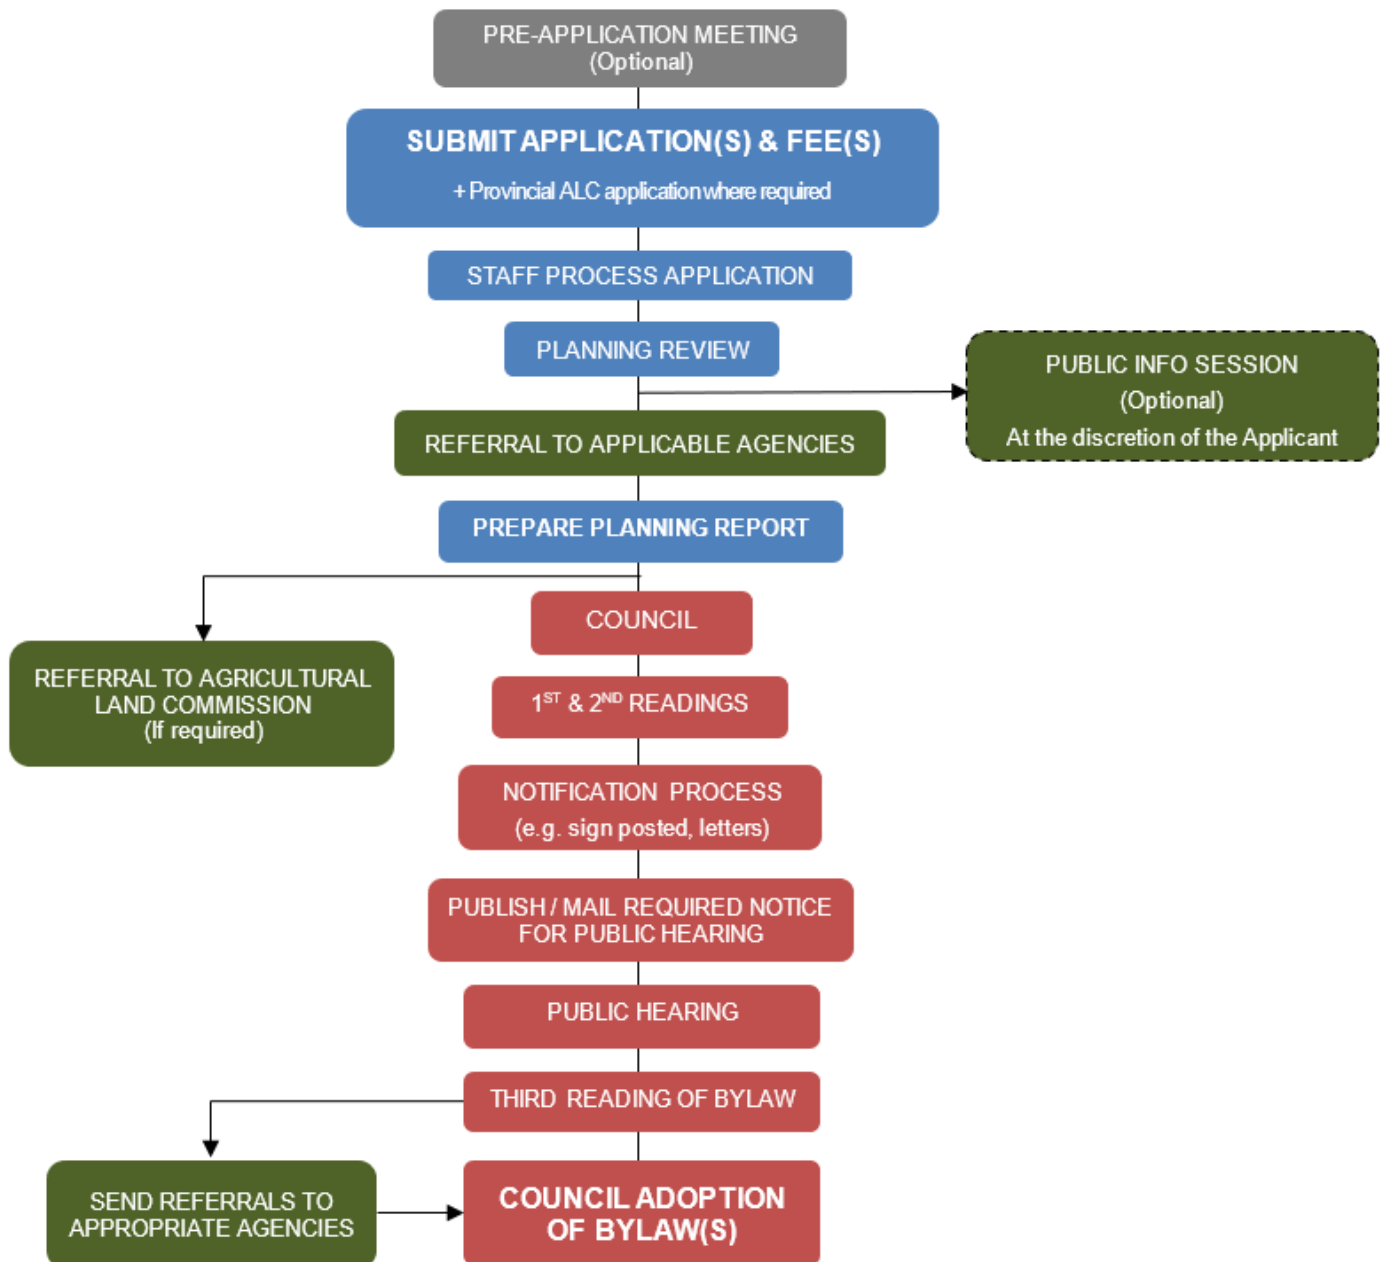 PRE-APPLICATION MEETING
(Optional)
SUBMIT APPLICATION(S) & FEE(S)
+ Provincial ALC application where required
STAFF PROCESS APPLICATION
PLANNING REVIEW
PUBLIC INFO SESSION
(Optional)
At the discretion of the Applicant
REFERRAL TO APPLICABLE AGENCIES
PREPARE PLANNING REPORT
COUNCIL
REFERRAL TO AGRICULTURAL
LAND COMMISSION
(If required)
1ST & 2ND READINGS
NOTIFICATION PROCESS
(e.g. sign posted, letters)
PUBLISH / MAIL REQUIRED NOTICE
FOR PUBLIC HEARING
PUBLIC HEARING
THIRD READING OF BYLAW
SEND REFERRALS TO
APPROPRIATE AGENCIES
COUNCIL ADOPTION
OF BYLAW(S)